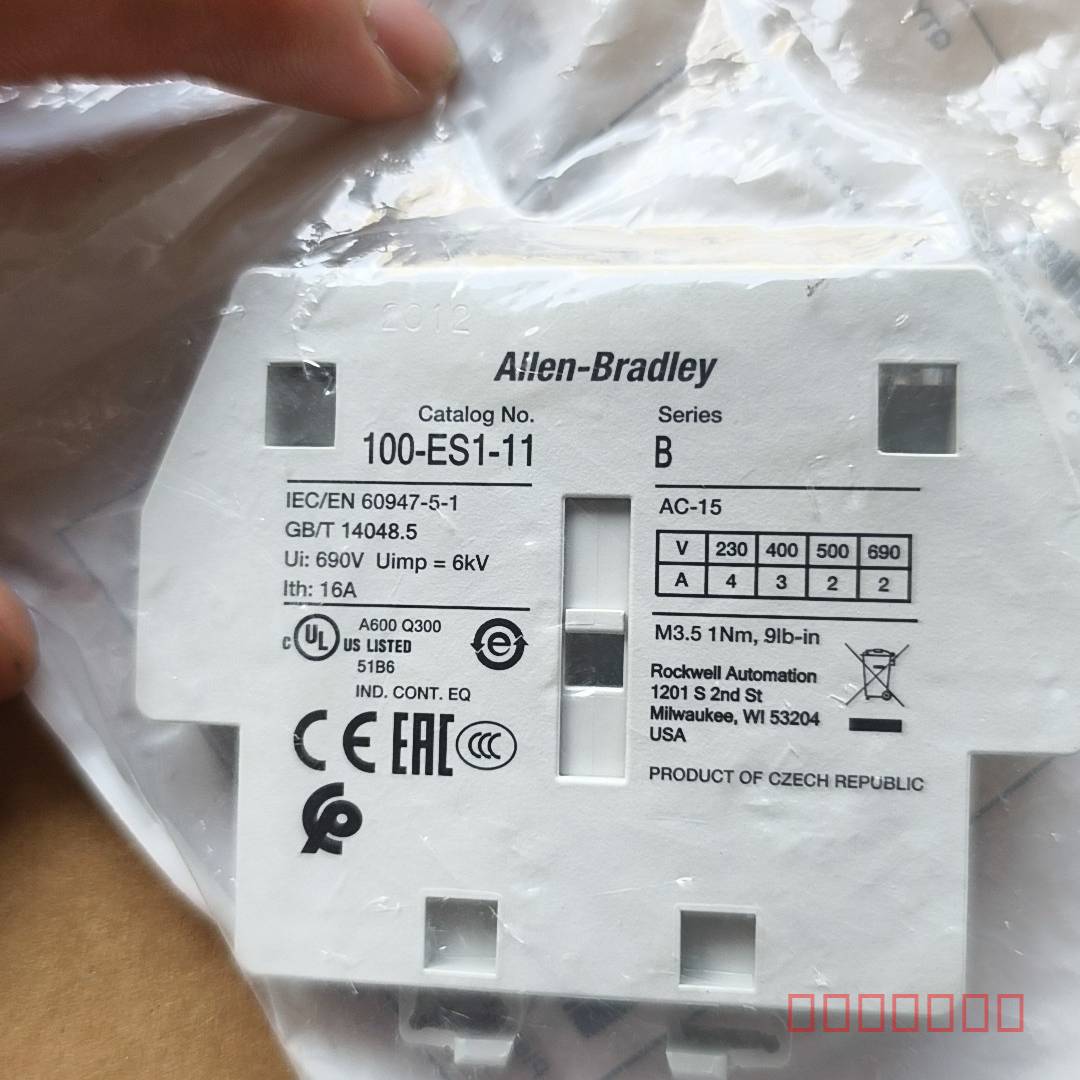 2012
Allen-Bradley
Catalog No.
100-ES1-11
Series
B
IEC/EN 60947-5-1
GB/T 14048.5
Ui: 690V Uimp = 6kV
Ith: 16A
AC-15
V 230 400 500 690
A 4 3 2 2
M3.5 1Nm, 9lb-in
C UL US LISTED
A600 Q300
51B6
IND. CONT. EQ
Rockwell Automation
1201 S 2nd St
Milwaukee, WI 53204
USA
PRODUCT OF CZECH REPUBLIC
CE EAC CCC